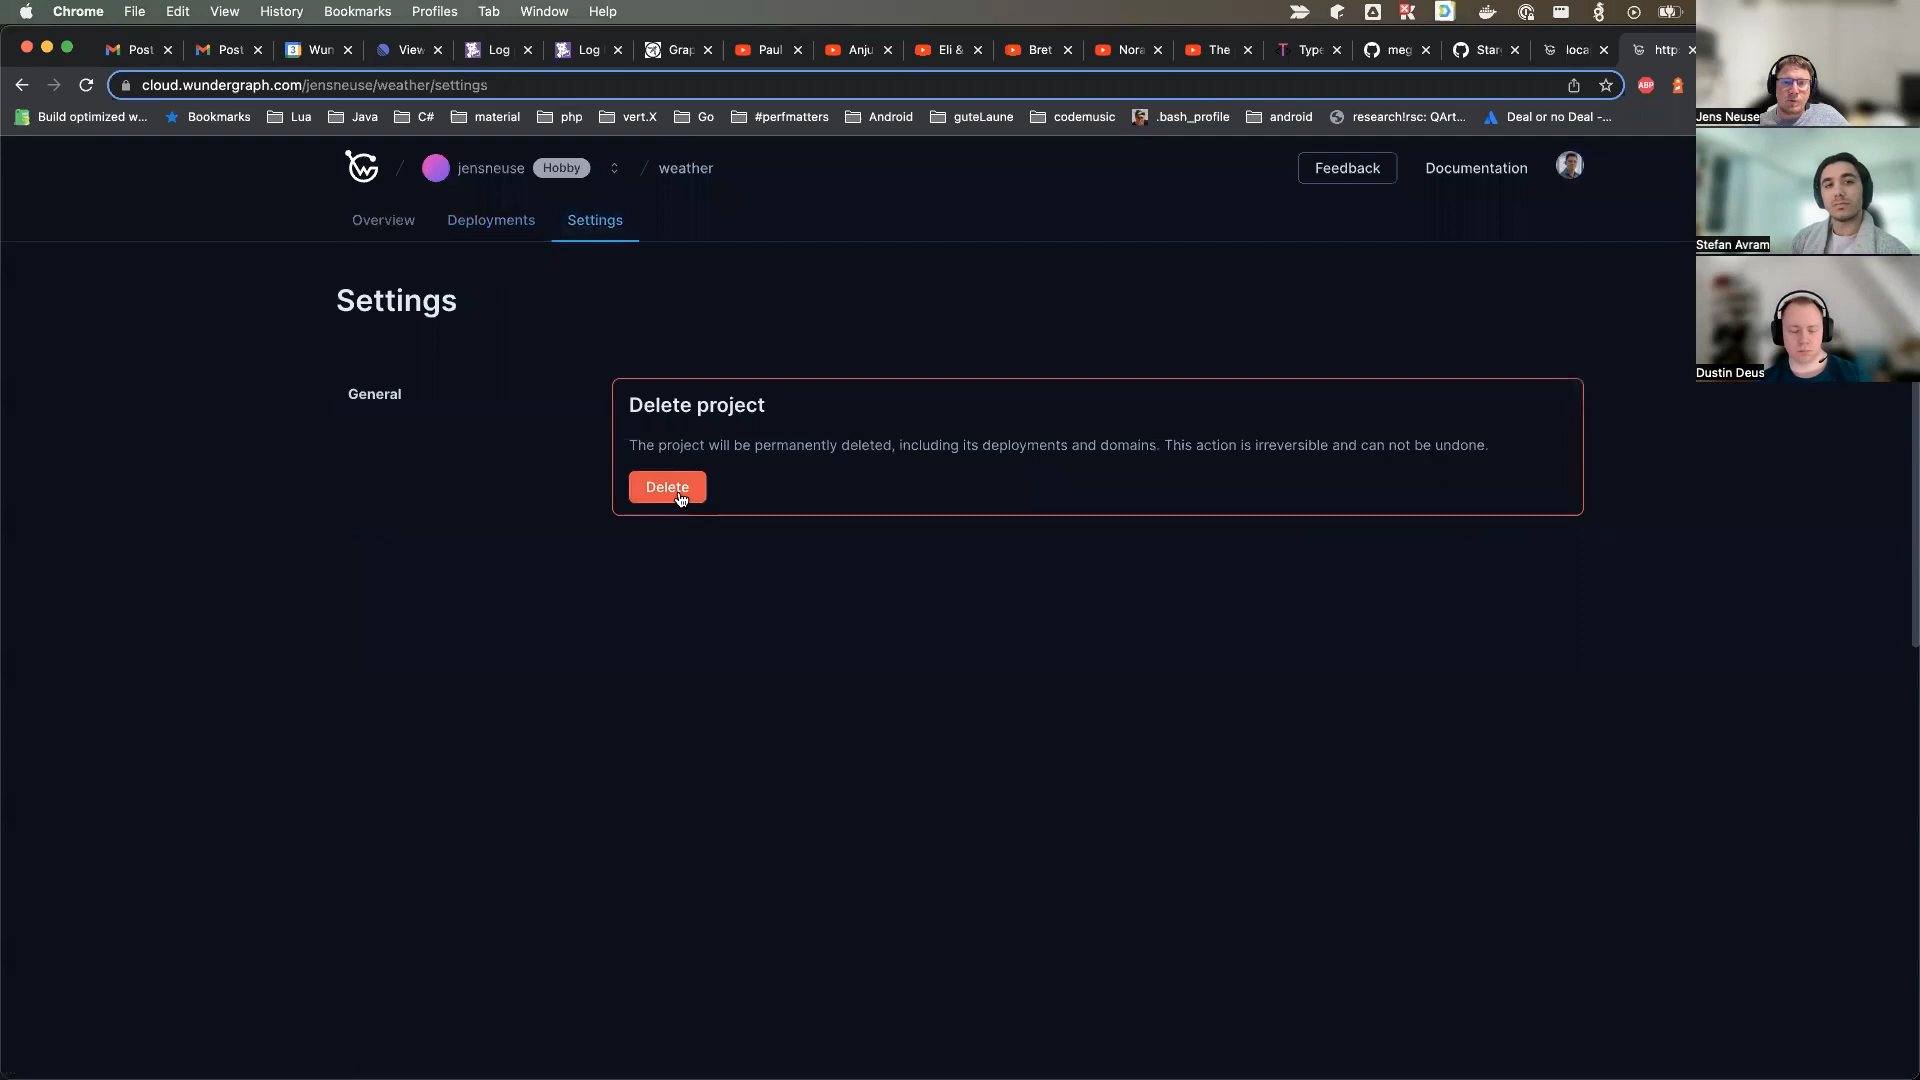 Chrome File Edit View History Bookmarks Profiles Tab Window Help
Post Post 3 Wun View Log Log Grap Paul Anju Eli & Bret Nora The Type meg Star loca http
cloud.wundergraph.com/jensneuse/weather/settings
ABP
Build optimized w... Bookmarks Lua Java C# material php vert.X Go #perfmatters Android guteLaune codemusic .bash_profile android research!rsc: QArt... Deal or no Deal -...
Jens Neuse
jensneuse Hobby / weather Feedback Documentation
Overview Deployments Settings
Stefan Avram
Settings
Dustin Deus
General
Delete project
The project will be permanently deleted, including its deployments and domains. This action is irreversible and can not be undone.
Delete